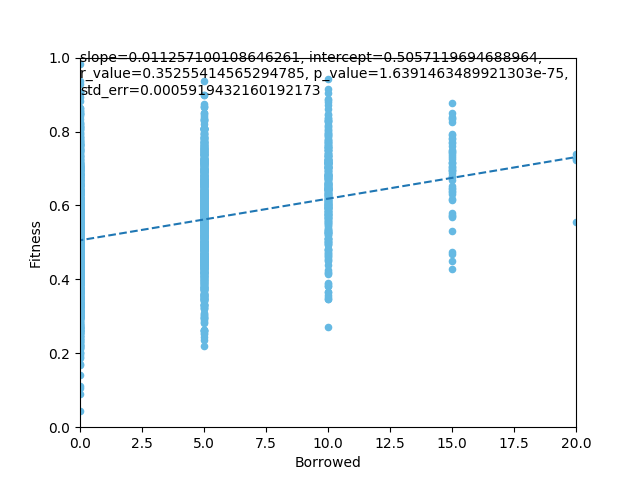 slope=0.011257100108646261, intercept=0.5057119694688964,
r_value=0.35255414565294785, p_value=1.6391463489921303e-75,
std_err=0.0005919432160192173
1.0
0.8
0.6
0.4
0.2
0.0
Fitness
0.0 2.5 5.0 7.5 10.0 12.5 15.0 17.5 20.0
Borrowed